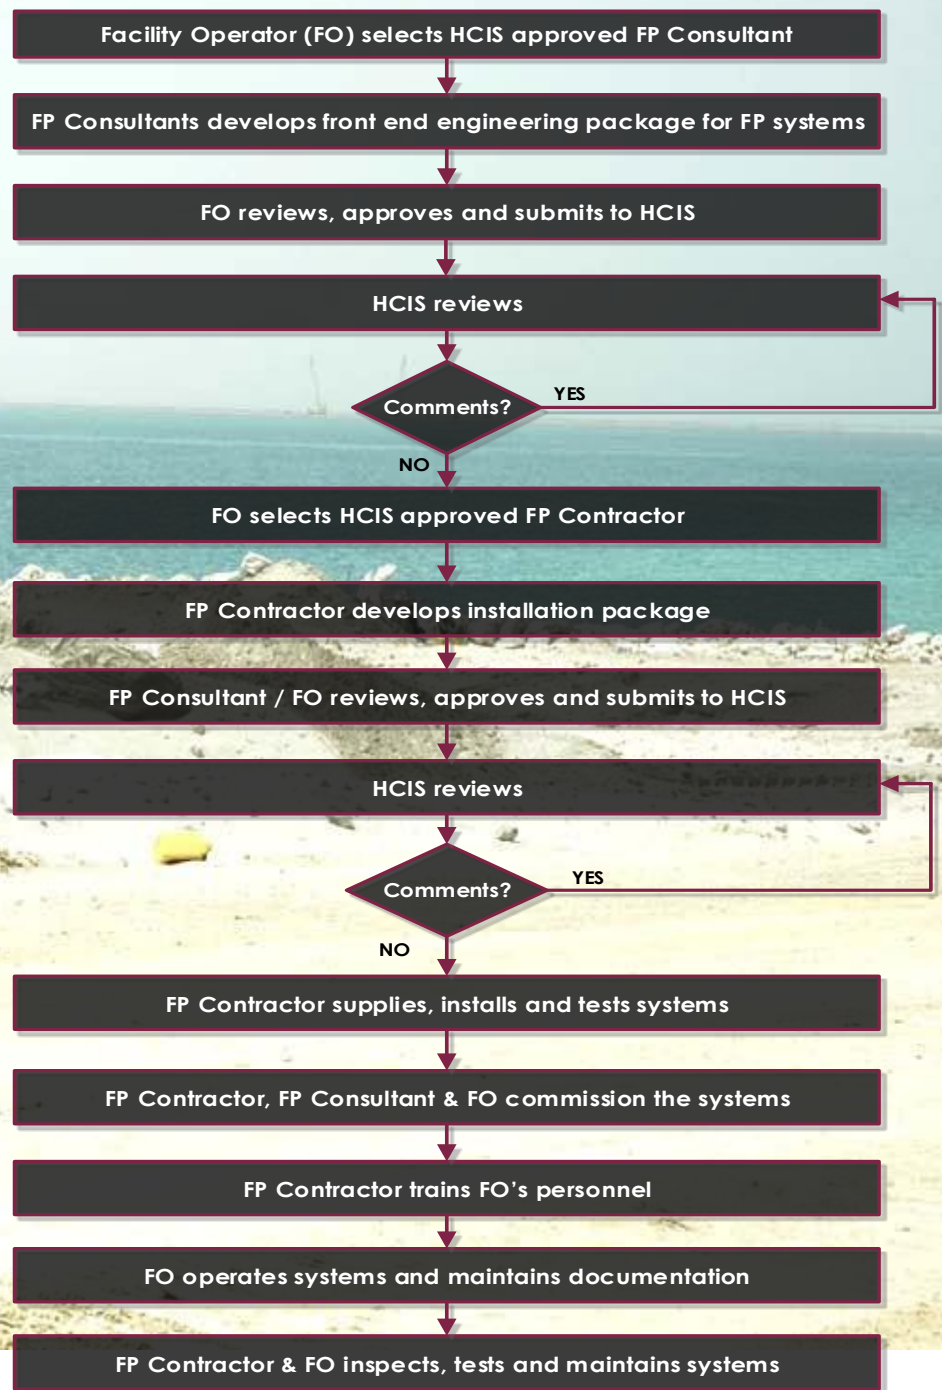 Facility Operator (FO) selects HCIS approved FP Consultant
FP Consultants develops front end engineering package for FP systems
FO reviews, approves and submits to HCIS
HCIS reviews
Comments?
YES
NO
FO selects HCIS approved FP Contractor
FP Contractor develops installation package
FP Consultant / FO reviews, approves and submits to HCIS
HCIS reviews
Comments?
YES
NO
FP Contractor supplies, installs and tests systems
FP Contractor, FP Consultant & FO commission the systems
FP Contractor trains FO’s personnel
FO operates systems and maintains documentation
FP Contractor & FO inspects, tests and maintains systems